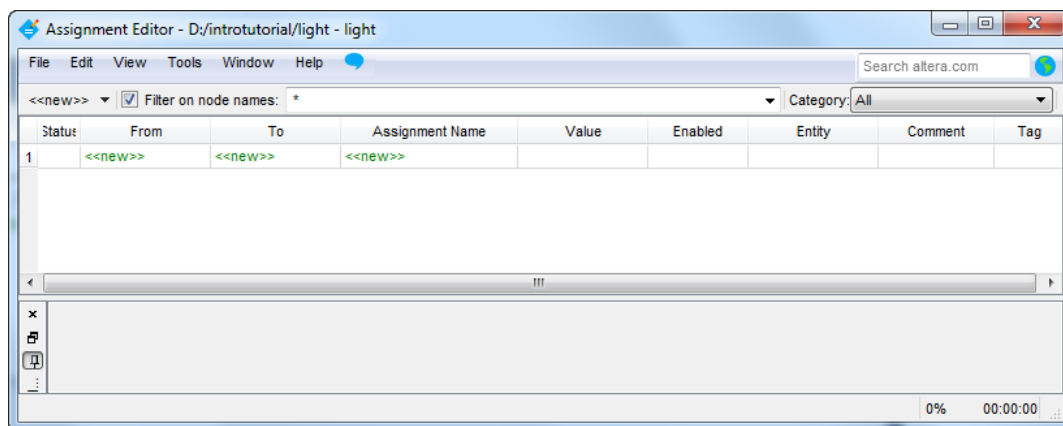 Assignment Editor - D:/introtutorial/light - light
File Edit View Tools Window Help Search altera.com
<<new>> Filter on node names: * Category: All
Status From To Assignment Name Value Enabled Entity Comment Tag
1 <<new>> <<new>> <<new>>
0% 00:00:00